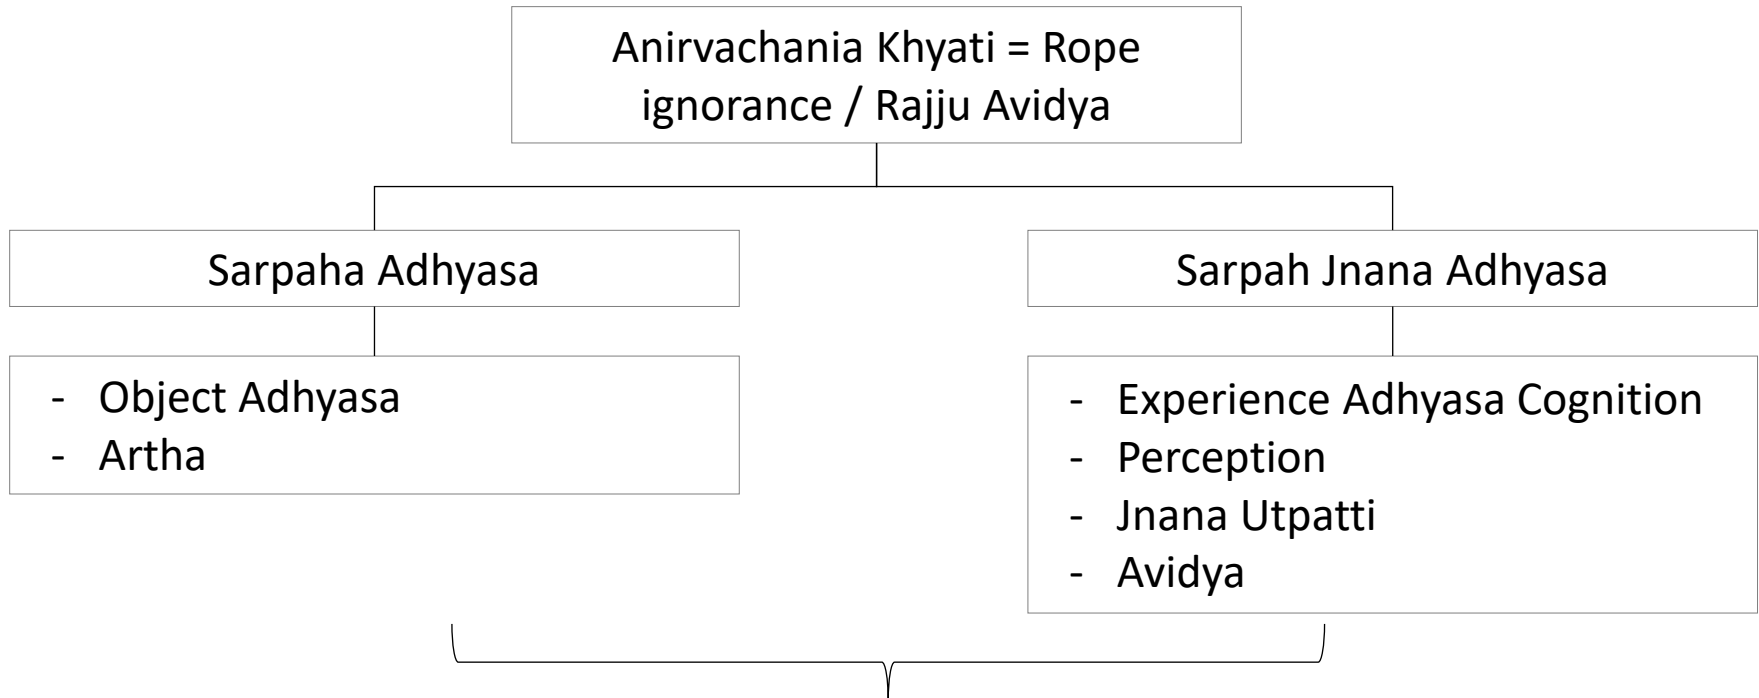 Anirvachania Khyati = Rope
ignorance / Rajju Avidya
Sarpaha Adhyasa
Sarpah Jnana Adhyasa
- Object Adhyasa
- Artha
- Experience Adhyasa Cognition
- Perception
- Jnana Utpatti
- Avidya